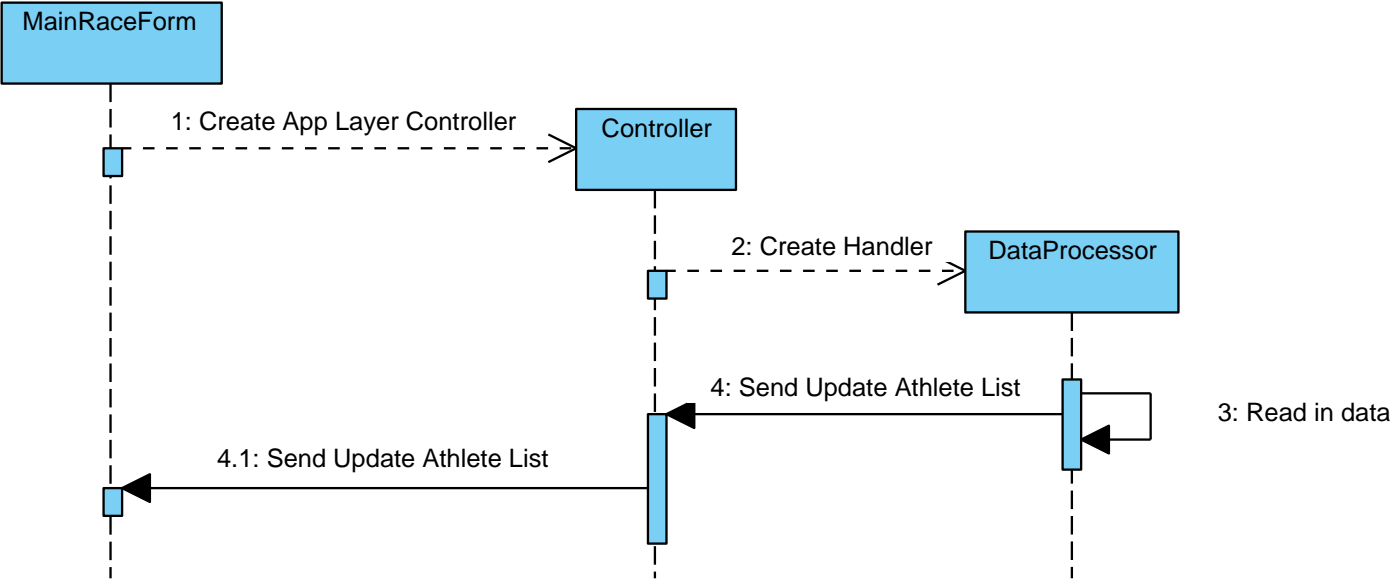 MainRaceForm
1: Create App Layer Controller
Controller
2: Create Handler
DataProcessor
4: Send Update Athlete List
3: Read in data
4.1: Send Update Athlete List